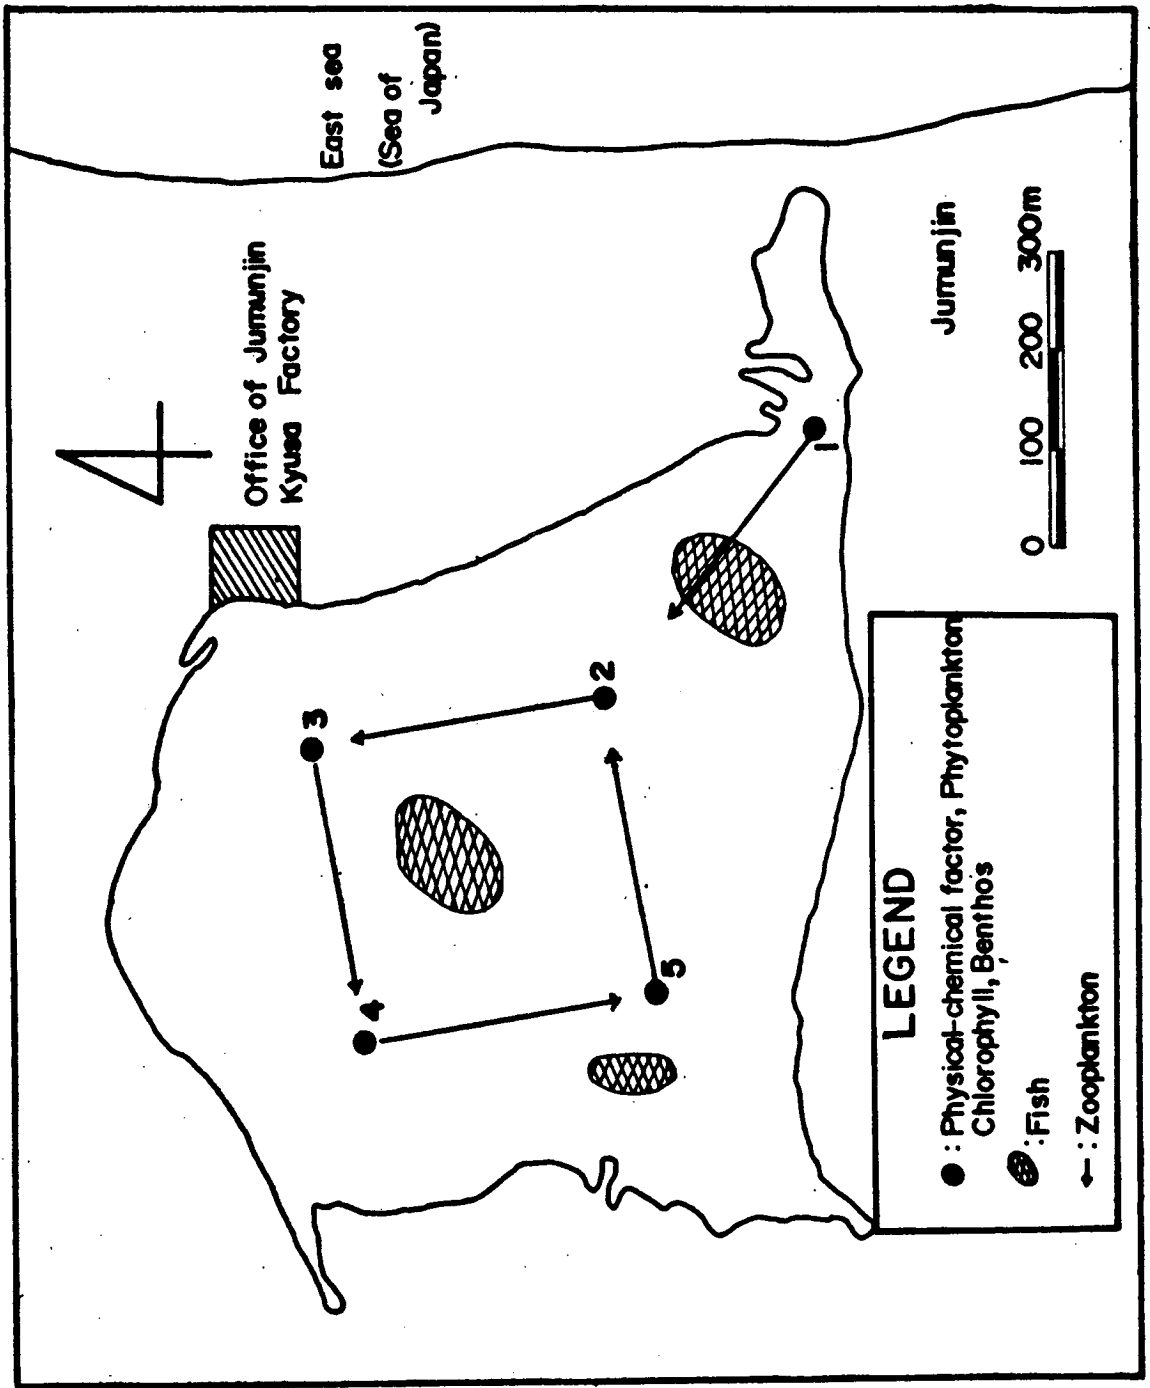 East sea
(Sea of
Japan)
Office of Jumunjin
Kyusa Factory
1
2
3
4
5
Jumunjin
0 100 200 300m
LEGEND
: Physical-chemical factor, Phytoplankton
Chlorophyll, Benthos
: Fish
: Zooplankton